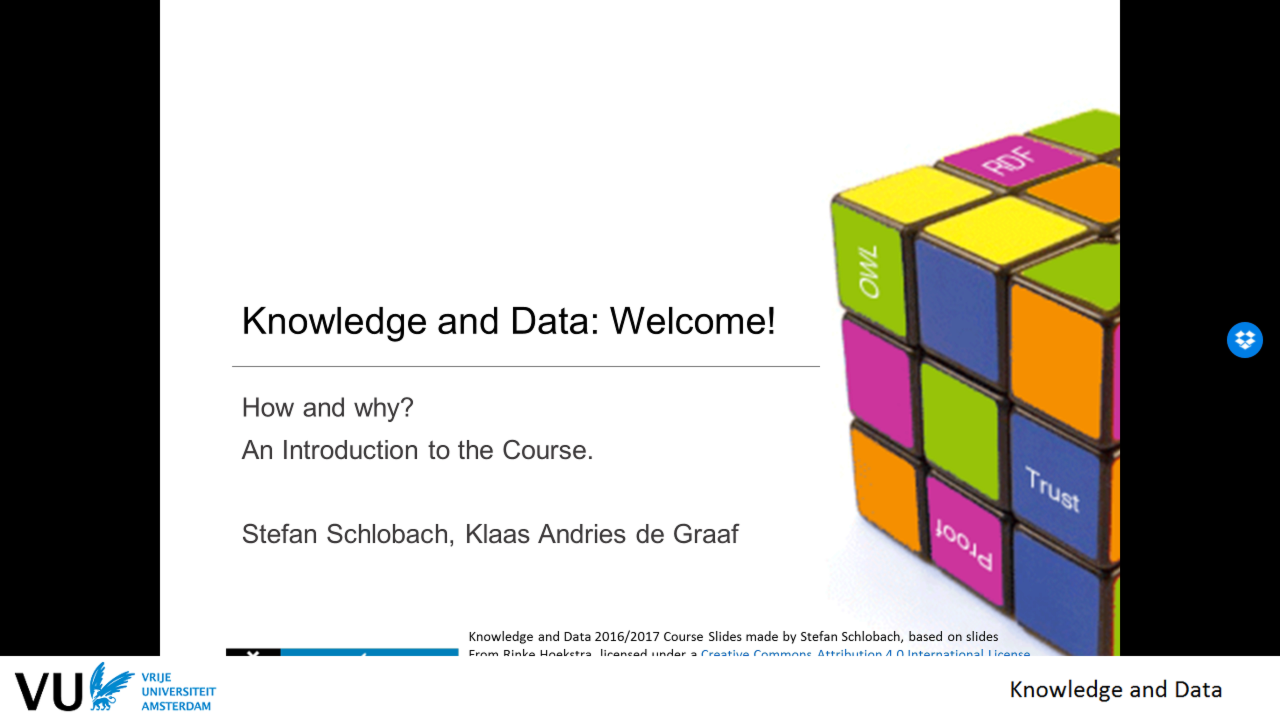 RDF
OWL
Knowledge and Data: Welcome!
How and why?
An Introduction to the Course.
Trust
Stefan Schlobach, Klaas Andries de Graaf
Proof
Knowledge and Data 2016/2017 Course Slides made by Stefan Schlobach, based on slides
From Rinke Hoekstra, licensed under a Creative Commons Attribution 4.0 International License
VU VRIJE
UNIVERSITEIT
AMSTERDAM
Knowledge and Data